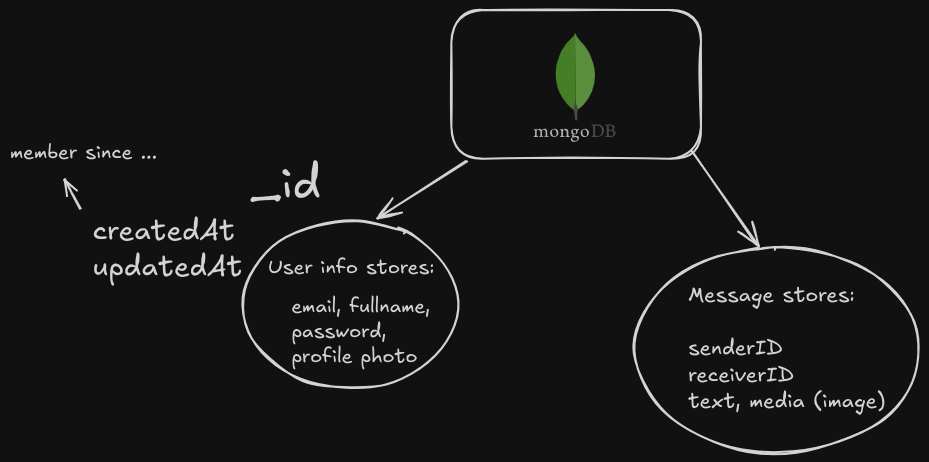 mongoDB
member since ...
_id
createdAt
updatedAt
User info stores:
email, fullname,
password,
profile photo
Message stores:
senderID
receiverID
text, media (image)